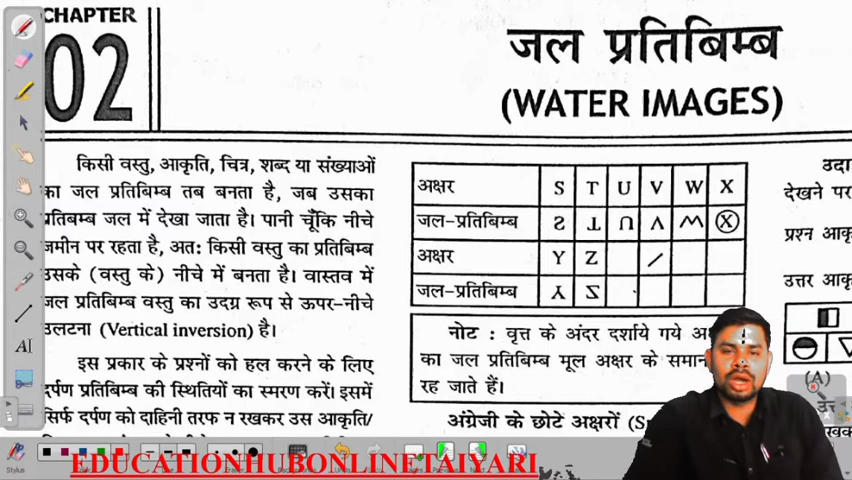 CHAPTER
02
जल प्रतिबिम्ब
(WATER IMAGES)
किसी वस्तु, आकृति, चित्र, शब्द या संख्याओं
का जल प्रतिबिम्ब तब बनता है, जब उसका
प्रतिबम्ब जल में देखा जाता है। पानी चूँकि नीचे
जमीन पर रहता है, अत: किसी वस्तु का प्रतिबिम्ब
उसके (वस्तु के) नीचे में बनता है। वास्तव में
जल प्रतिबिम्ब वस्तु का उदग्र रूप से ऊपर-नीचे
उलटना (Vertical inversion) है।
इस प्रकार के प्रश्नों को हल करने के लिए
दर्पण प्रतिबिम्ब की स्थितियों का स्मरण करें। इसमें
सिर्फ दर्पण को दाहिनी तरफ न रखकर उस आकृति/
अक्षर S T U V W X
जल-प्रतिबिम्ब
अक्षर Y Z
जल-प्रतिबिम्ब
नोट : वृत्त के अंदर दर्शाये गये
का जल प्रतिबिम्ब मूल अक्षर के समान
रह जाते हैं।
अंग्रेजी के छोटे अक्षरों
देखने पर
प्रश्न
उत्तर
(A)
EDUCATIONHUBONLINETAIYARI